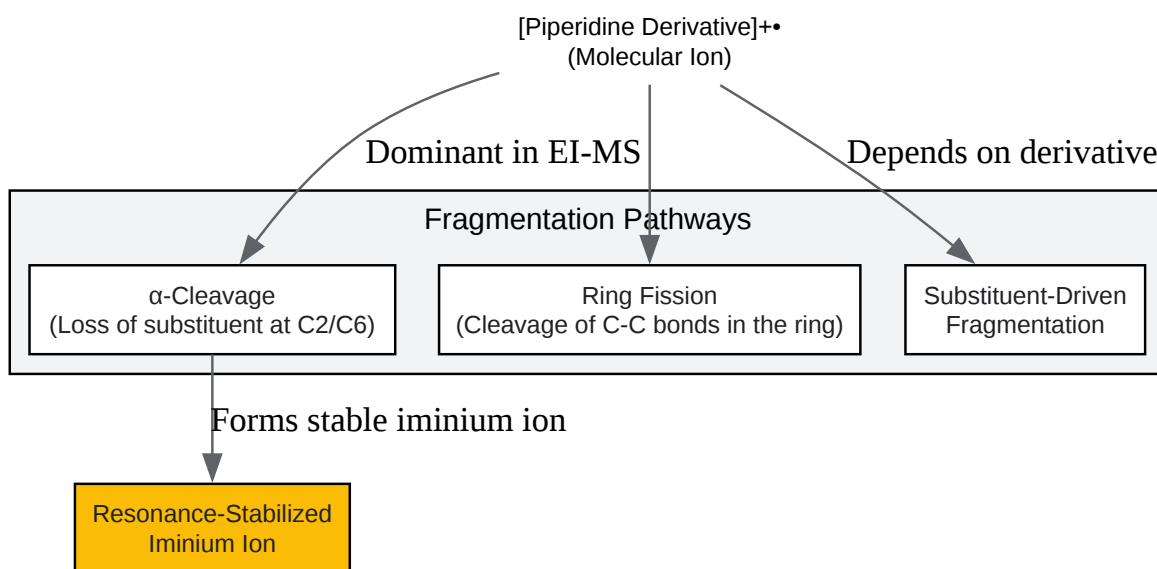 [Piperidine Derivative]+•
(Molecular Ion)
Dominant in EI-MS
Depends on derivative
Fragmentation Pathways
α-Cleavage
(Loss of substituent at C2/C6)
Ring Fission
(Cleavage of C-C bonds in the ring)
Substituent-Driven
Fragmentation
Forms stable iminium ion
Resonance-Stabilized
Iminium Ion